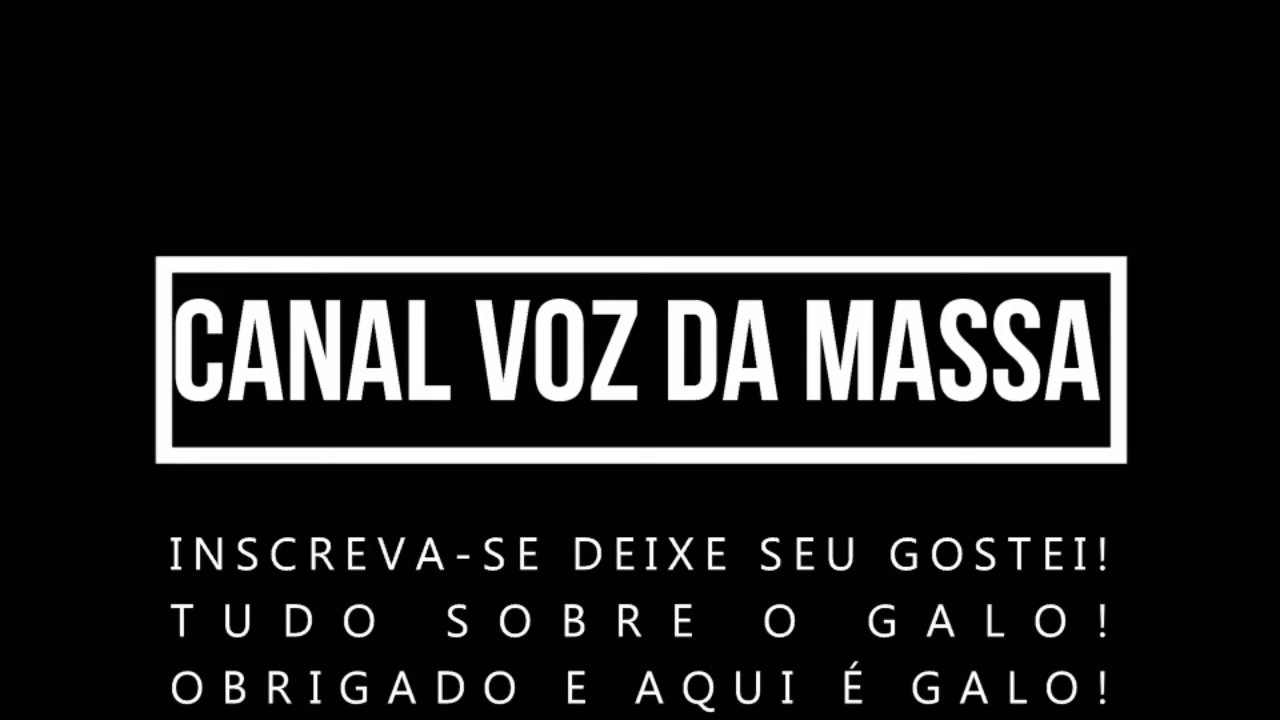 CANAL VOZ DA MASSA
INSCREVA-SE DEIXE SEU GOSTEI!
TUDO SOBRE O GALO!
OBRIGADO E AQUI É GALO!